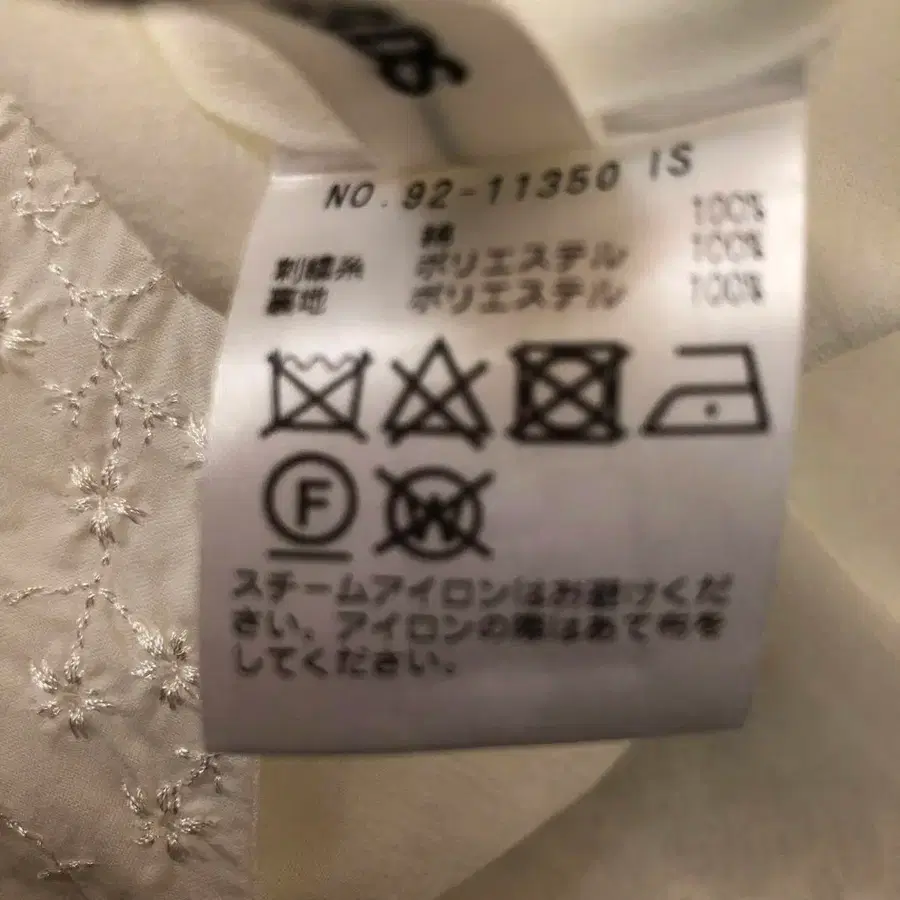 NO.92-11350 IS
綿 100%
刺繍糸 ポリエステル 100%
裏地 ポリエステル 100%
F W
スチームアイロンはお避けくだ
さい。アイロンの際はあて布を
してください。